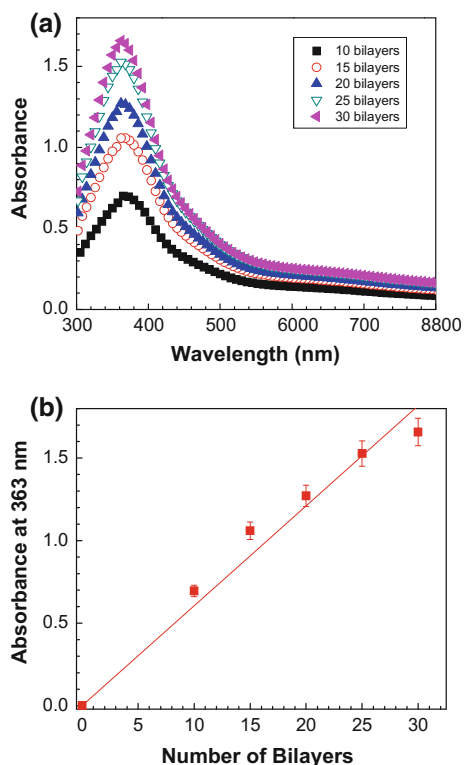 (a)
10 bilayers
15 bilayers
20 bilayers
25 bilayers
30 bilayers
Absorbance
1.5
1.0
0.5
0.0
300 400 500 6000 700 8800
Wavelength (nm)
(b)
Absorbance at 363 nm
1.5
1.0
0.5
0.0
0 5 10 15 20 25 30
Number of Bilayers